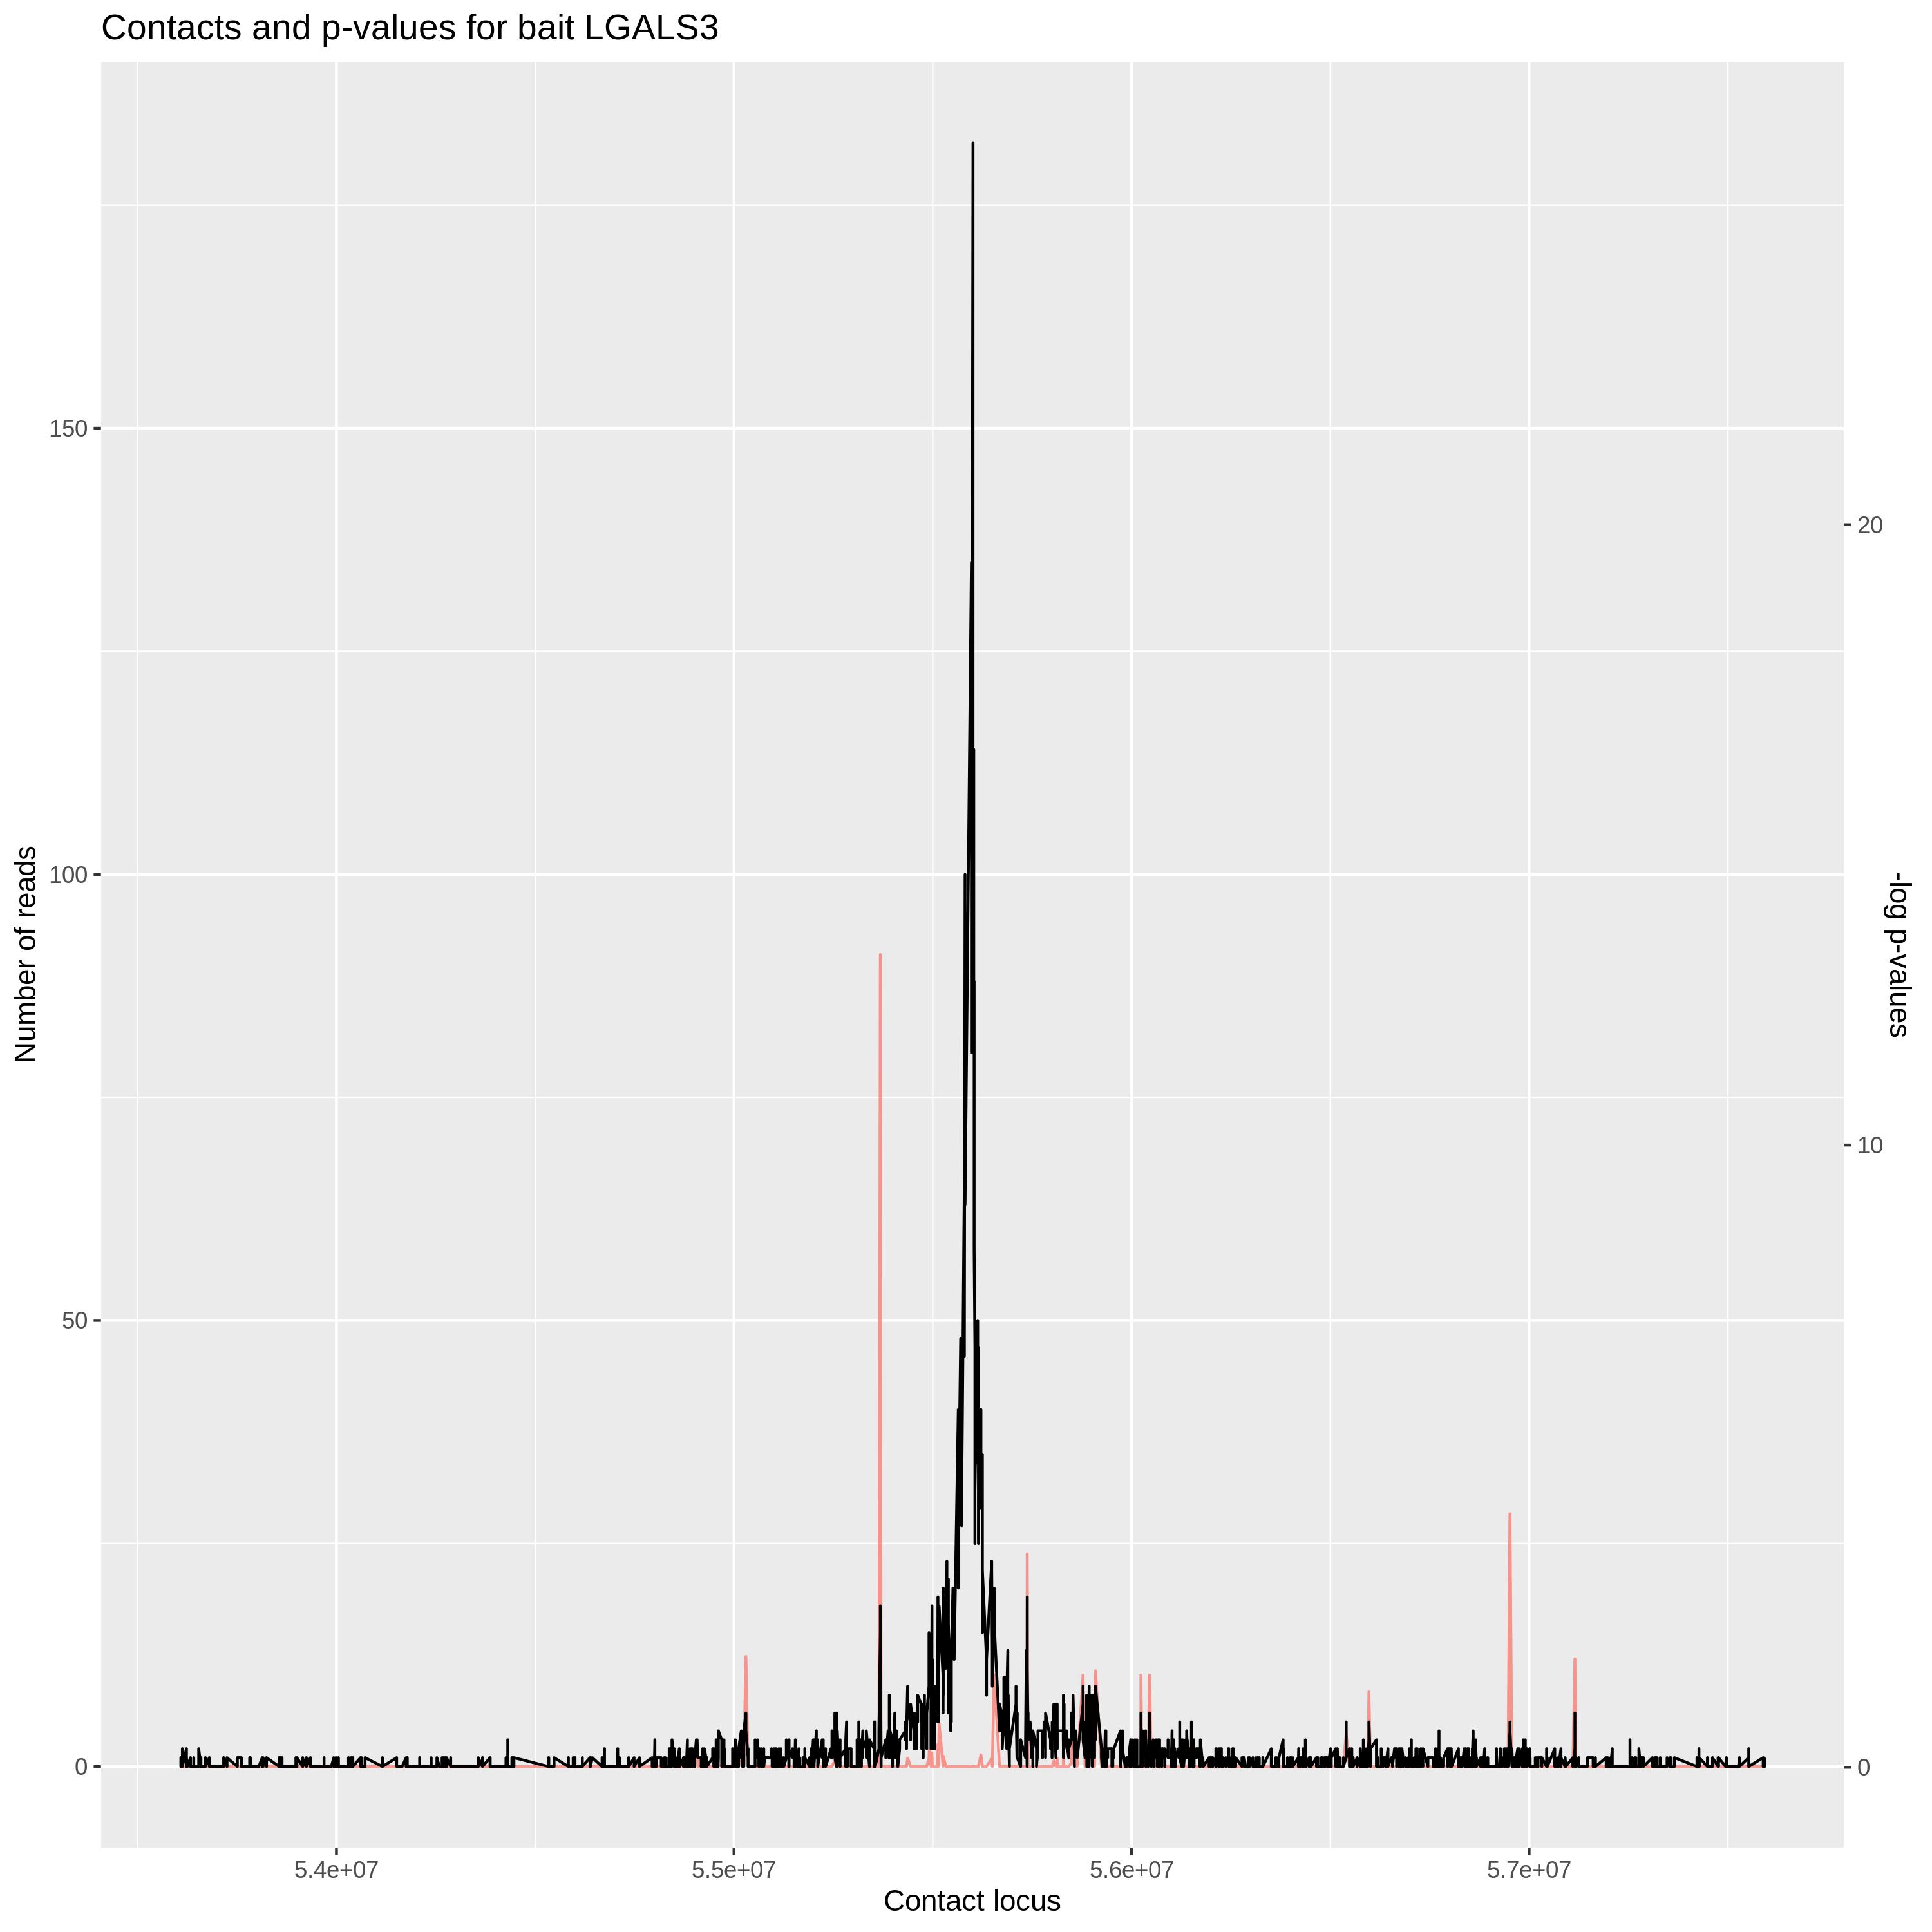 Contacts and p-values for bait LGALS3
Number of reads
150
100
50
0
20
10
0
-log p-values
5.4e+07
5.5e+07
5.6e+07
5.7e+07
Contact locus